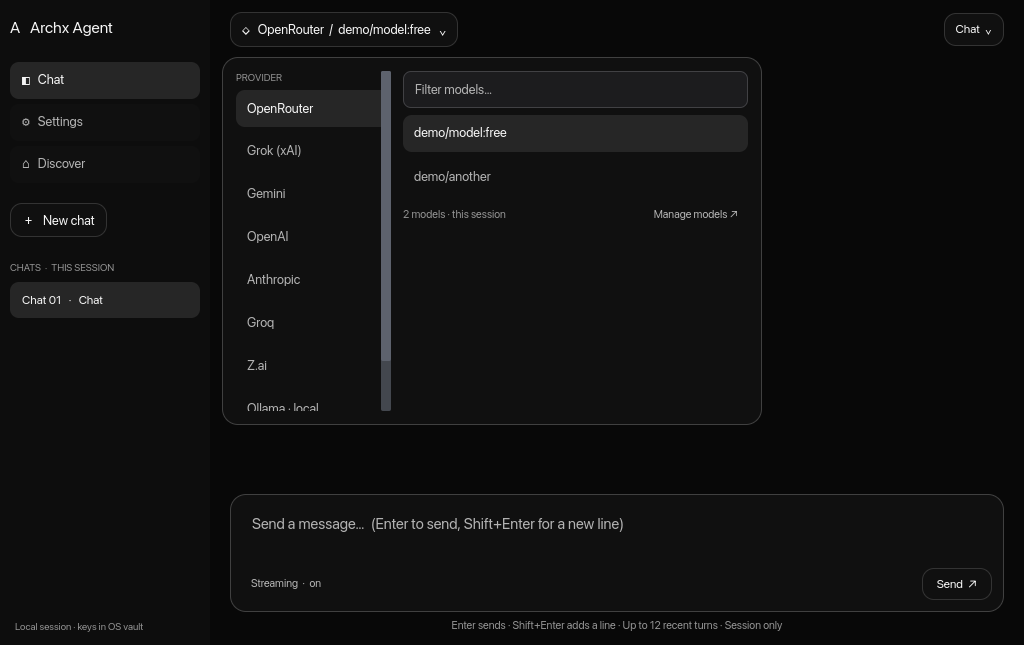 A Archx Agent
Chat
Settings
Discover
+ New chat
CHATS · THIS SESSION
Chat 01 · Chat
Local session · keys in OS vault
OpenRouter / demo/model:free
Chat
PROVIDER
OpenRouter
Grok (xAI)
Gemini
OpenAI
Anthropic
Groq
Z.ai
Ollama · local
Filter models...
demo/model:free
demo/another
2 models · this session
Manage models ↗
Send a message... (Enter to send, Shift+Enter for a new line)
Streaming · on
Send ↗
Enter sends · Shift+Enter adds a line · Up to 12 recent turns · Session only